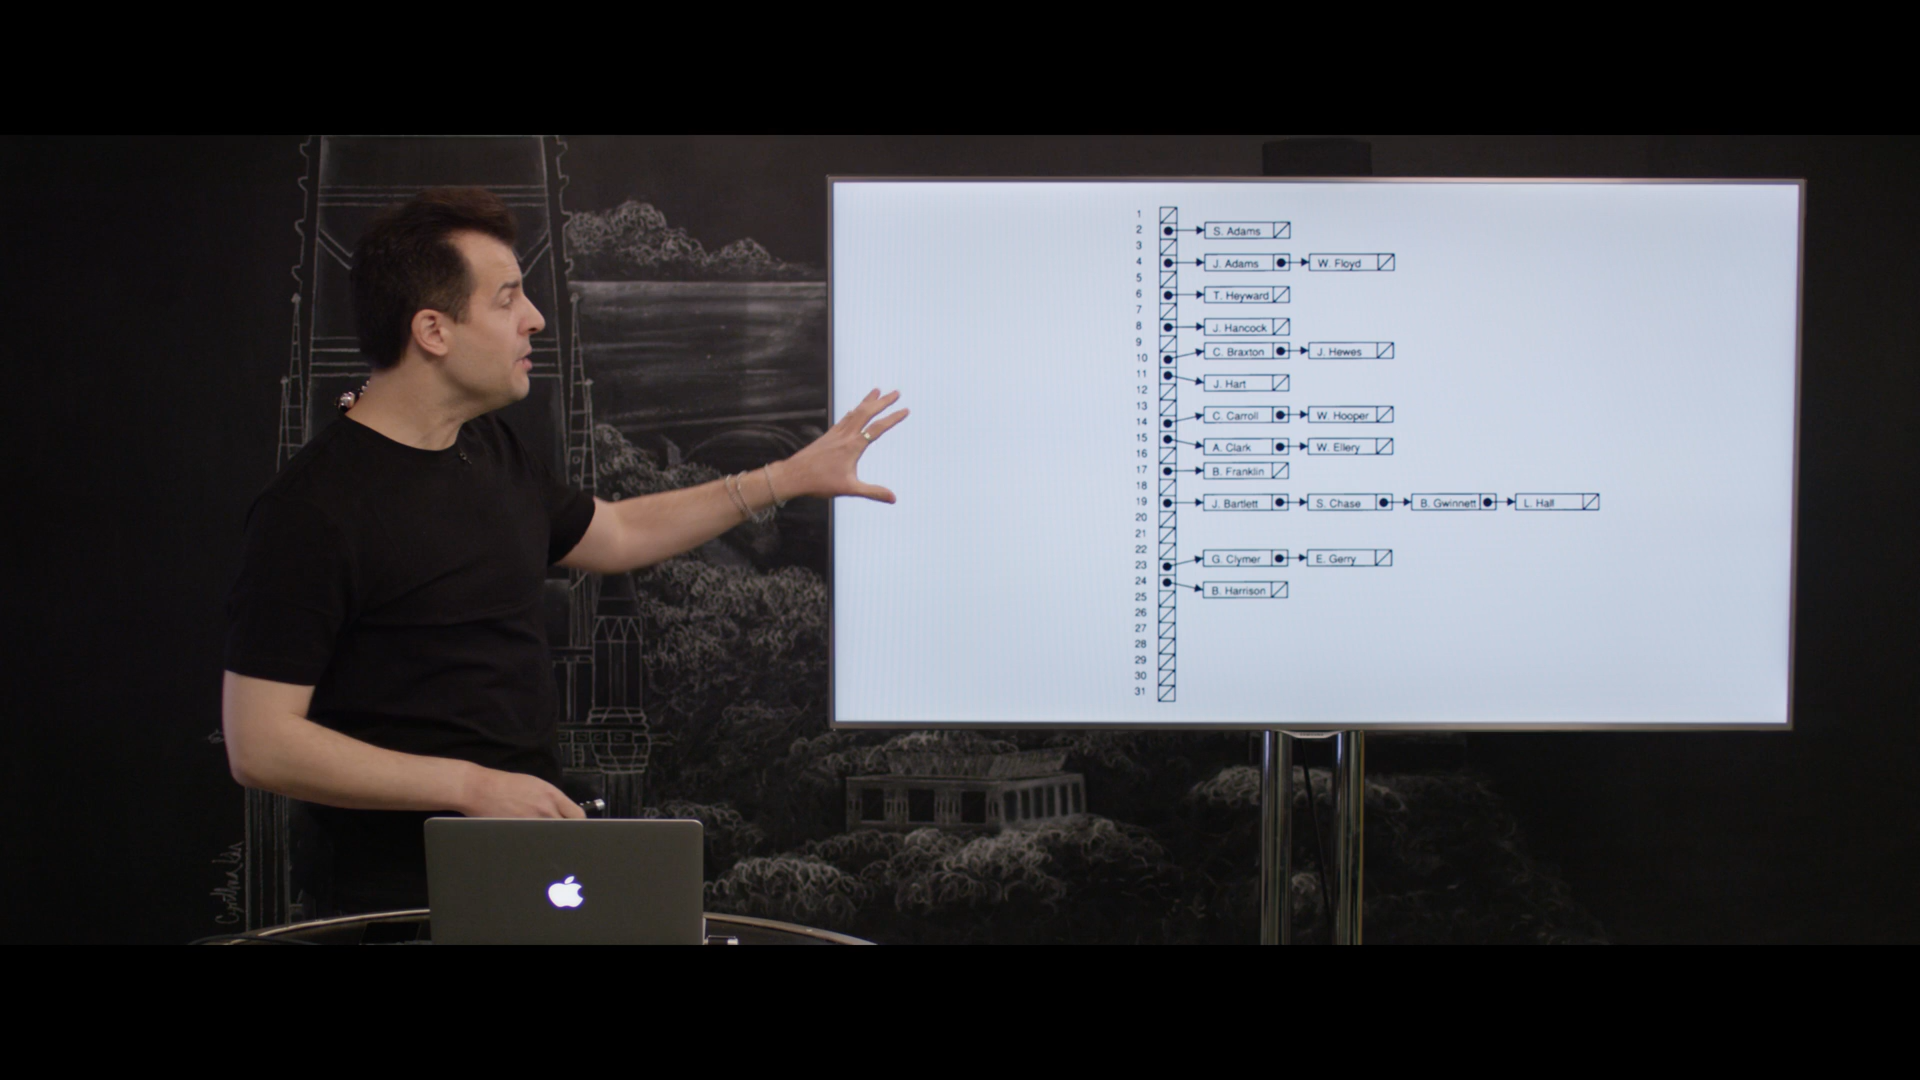 1
2 S. Adams
3
4 J. Adams W. Floyd
5
6 T. Heyward
7
8 J. Hancock
9
10 C. Braxton J. Hewes
11
12 J. Hart
13
14 C. Carroll W. Hooper
15
16 A. Clark W. Ellery
17 B. Franklin
18
19 J. Bartlett S. Chase B. Gwinnett L. Hall
20
21
22
23 G. Clymer E. Gerry
24
25 B. Harrison
26
27
28
29
30
31